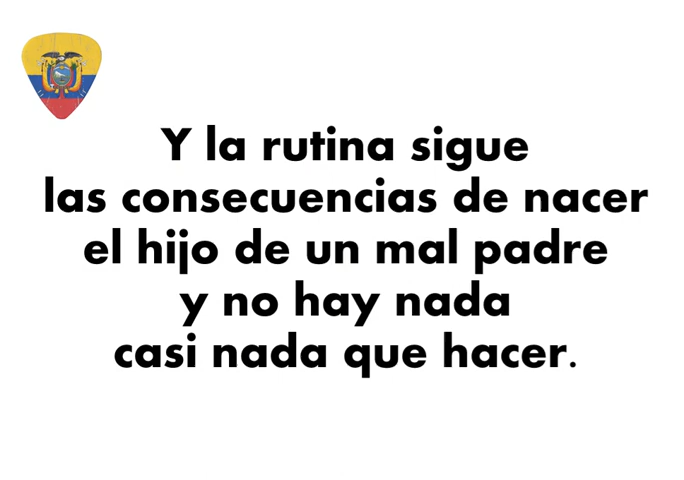 Y la rutina sigue
las consecuencias de nacer
el hijo de un mal padre
y no hay nada
casi nada que hacer.